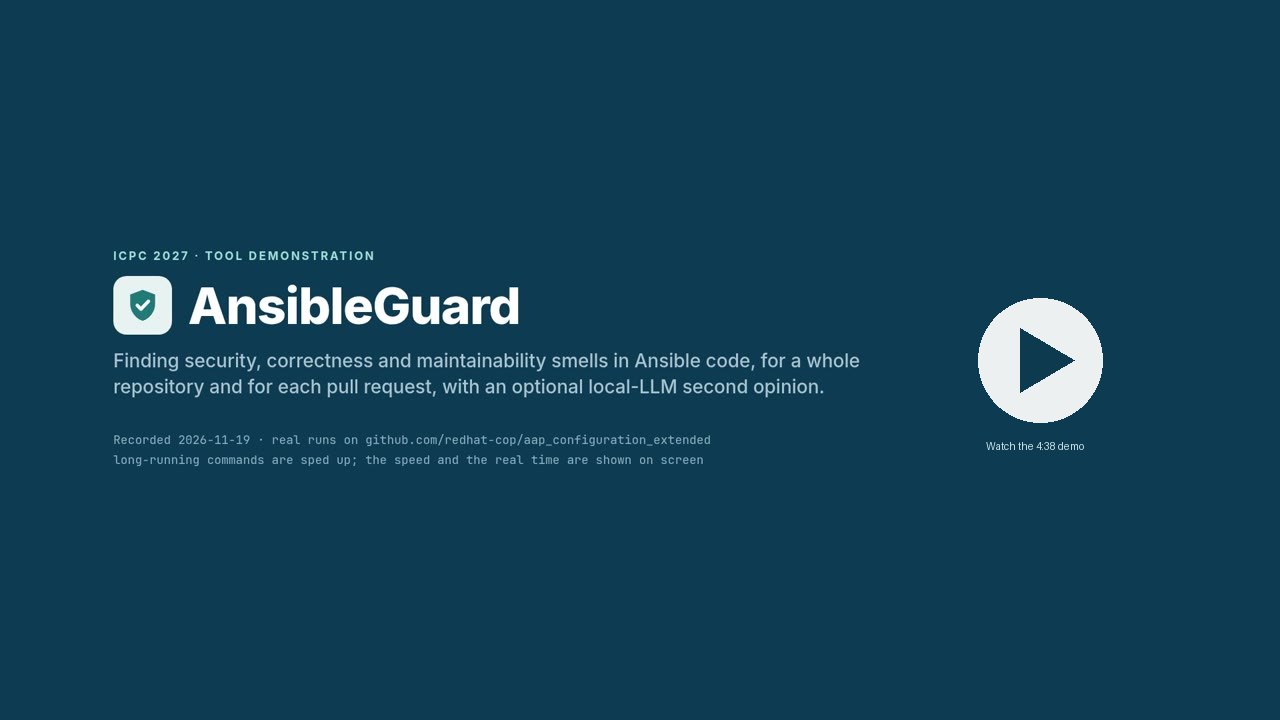 ICPC 2027 · TOOL DEMONSTRATION
AnsibleGuard
Finding security, correctness and maintainability smells in Ansible code, for a whole
repository and for each pull request, with an optional local-LLM second opinion.
Recorded 2026-11-19 · real runs on github.com/redhat-cop/aap_configuration_extended
long-running commands are sped up; the speed and the real time are shown on screen
Watch the 4:38 demo